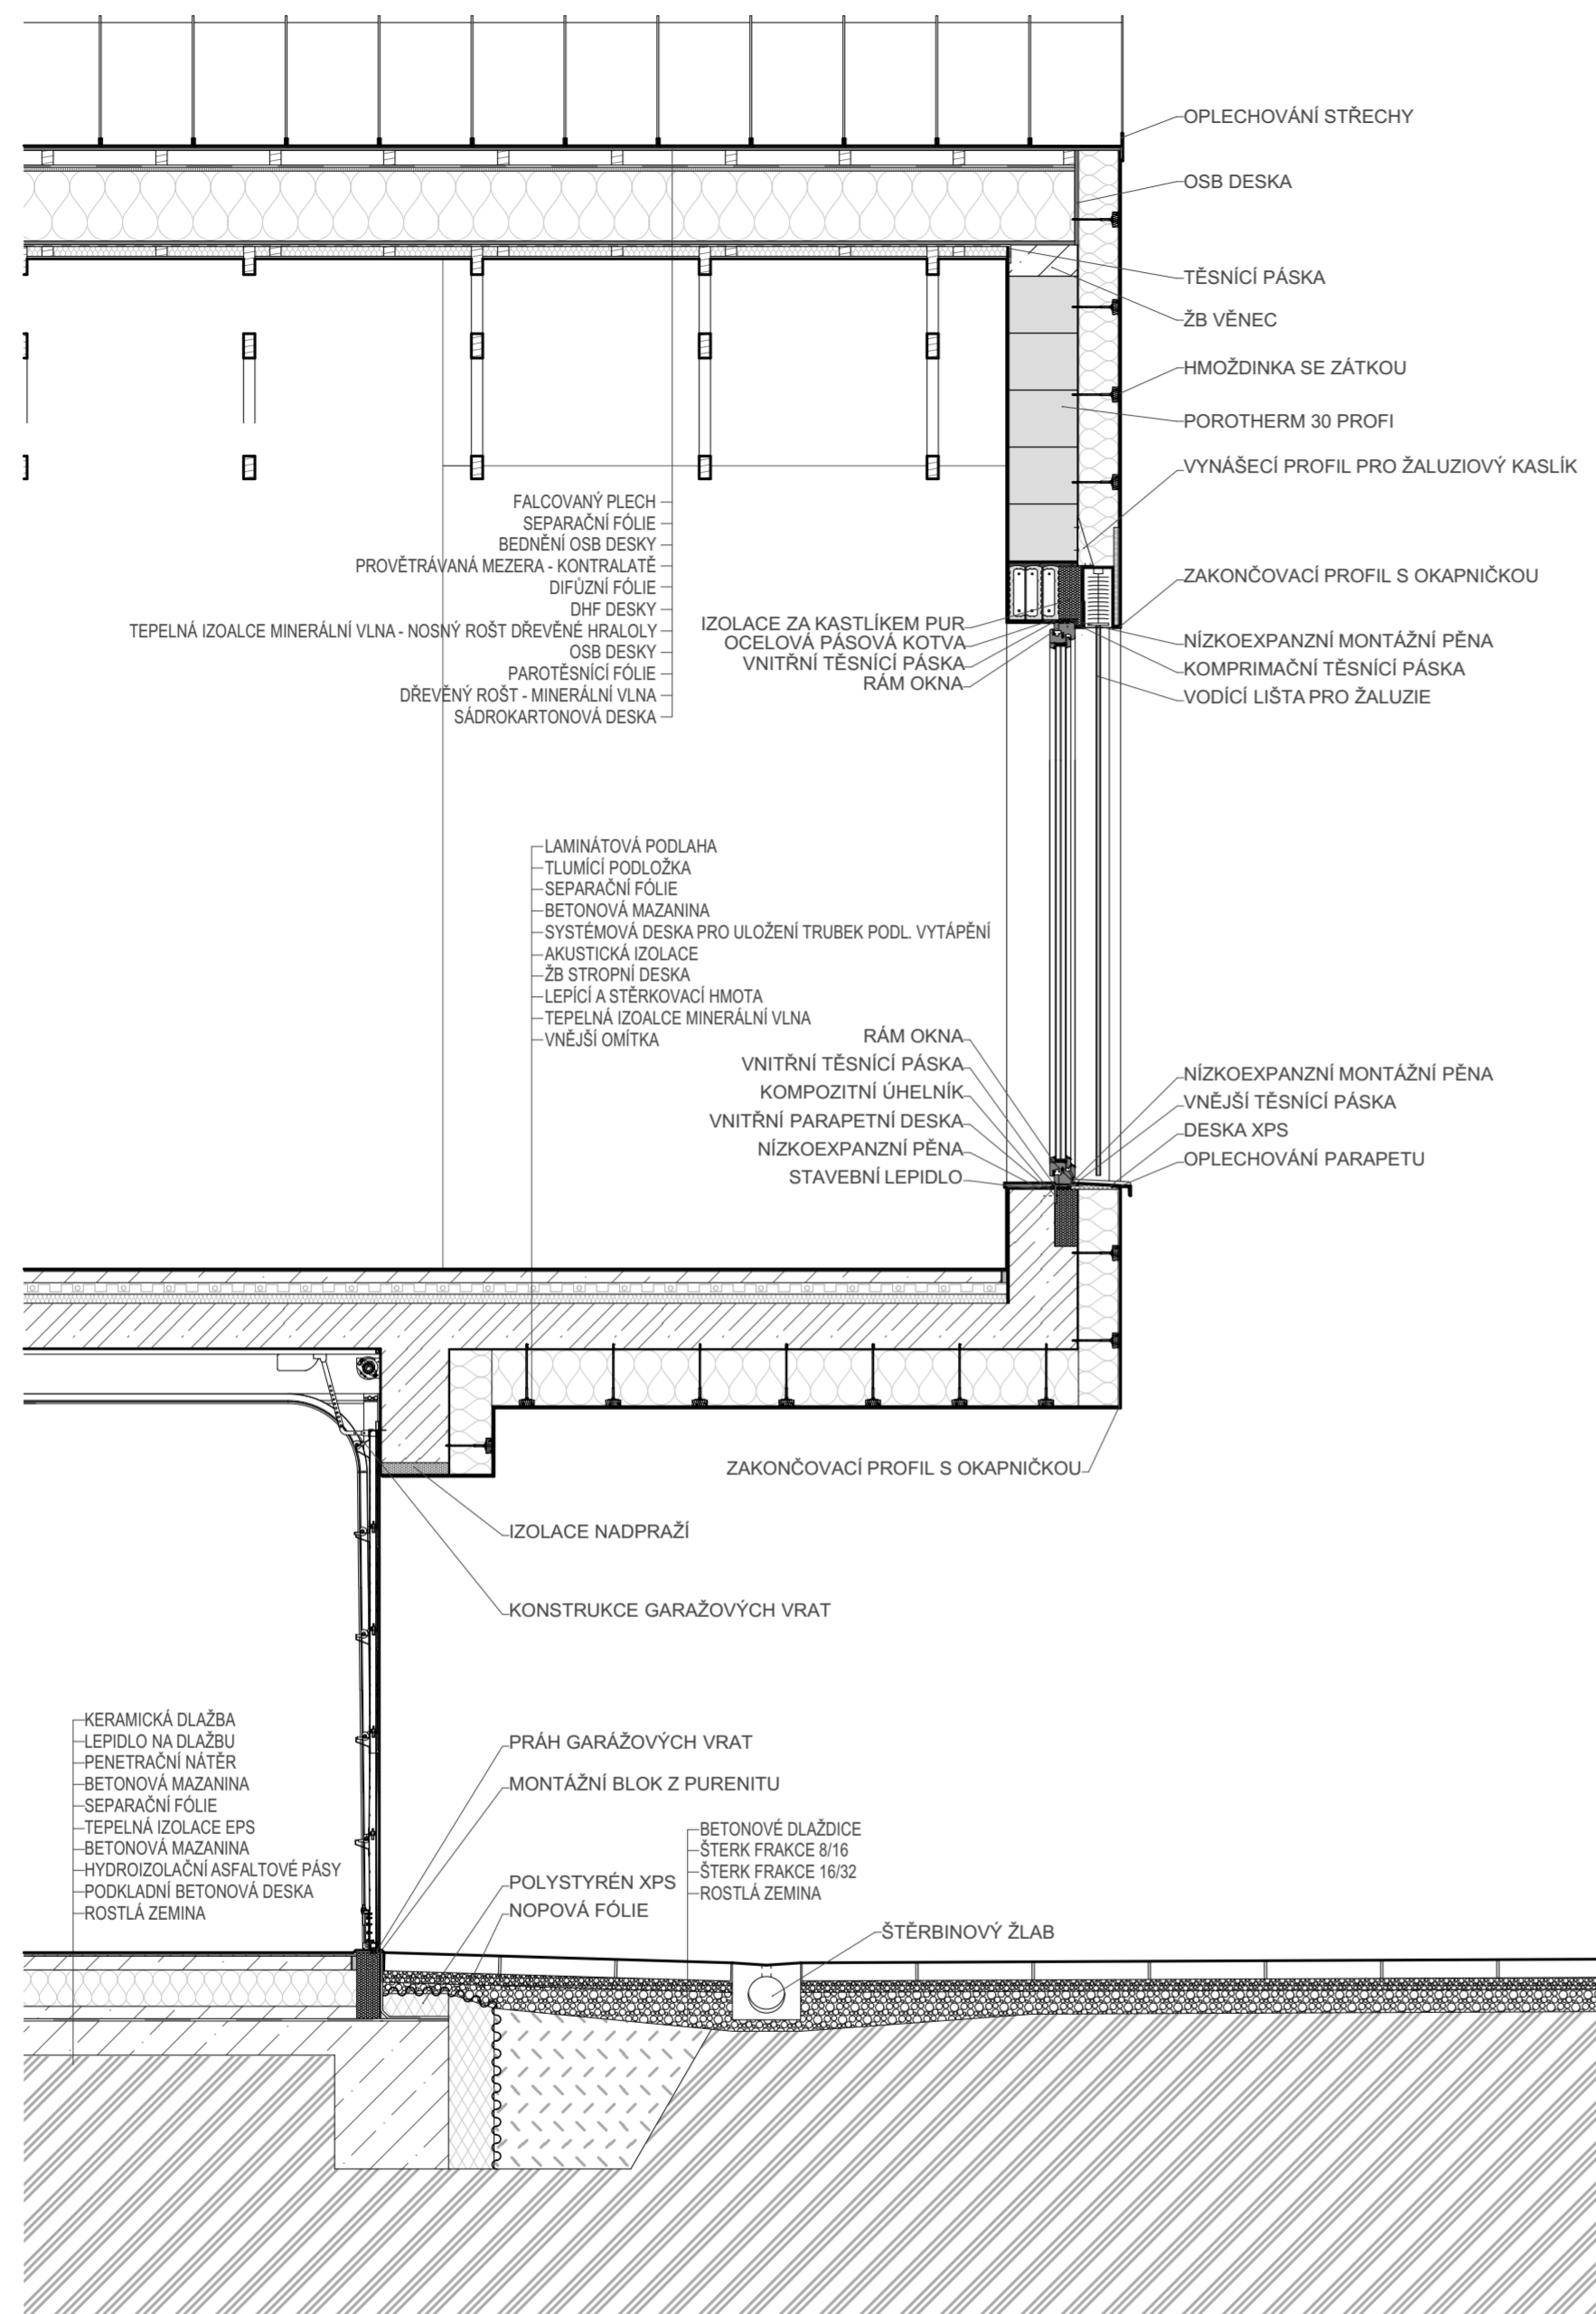 OPLECHOVÁNÍ STŘECHY
OSB DESKA
TĚSNÍCÍ PÁSKA
ŽB VĚNEC
HMOŽDINKA SE ZÁTKOU
POROTHERM 30 PROFI
VYNÁŠECÍ PROFIL PRO ŽALUZIOVÝ KASLÍK
ZAKONČOVACÍ PROFIL S OKAPNIČKOU
NÍZKOEXPANZNÍ MONTÁŽNÍ PĚNA
KOMPRIMAČNÍ TĚSNÍCÍ PÁSKA
VODÍCÍ LIŠTA PRO ŽALUZIE
FALCOVANÝ PLECH
SEPARAČNÍ FÓLIE
BEDNĚNÍ OSB DESKY
PROVĚTRÁVANÁ MEZERA - KONTRALATĚ
DIFŮZNÍ FÓLIE
DHF DESKY
TEPELNÁ IZOALCE MINERÁLNÍ VLNA - NOSNÝ ROŠT DŘEVĚNÉ HRALOLY
OSB DESKY
PAROTĚSNÍCÍ FÓLIE
DŘEVĚNÝ ROŠT - MINERÁLNÍ VLNA
SÁDROKARTONOVÁ DESKA
IZOLACE ZA KASTLÍKEM PUR
OCELOVÁ PÁSOVÁ KOTVA
VNITŘNÍ TĚSNÍCÍ PÁSKA
RÁM OKNA
LAMINÁTOVÁ PODLAHA
TLUMÍCÍ PODLOŽKA
SEPARAČNÍ FÓLIE
BETONOVÁ MAZANINA
SYSTÉMOVÁ DESKA PRO ULOŽENÍ TRUBEK PODL. VYTÁPĚNÍ
AKUSTICKÁ IZOLACE
ŽB STROPNÍ DESKA
LEPÍCÍ A STĚRKOVACÍ HMOTA
TEPELNÁ IZOALCE MINERÁLNÍ VLNA
VNĚJŠÍ OMÍTKA
RÁM OKNA
VNITŘNÍ TĚSNÍCÍ PÁSKA
KOMPOZITNÍ ÚHELNÍK
VNITŘNÍ PARAPETNÍ DESKA
NÍZKOEXPANZNÍ PĚNA
STAVEBNÍ LEPIDLO
NÍZKOEXPANZNÍ MONTÁŽNÍ PĚNA
VNĚJŠÍ TĚSNÍCÍ PÁSKA
DESKA XPS
OPLECHOVÁNÍ PARAPETU
ZAKONČOVACÍ PROFIL S OKAPNIČKOU
IZOLACE NADPRAŽÍ
KONSTRUKCE GARAŽOVÝCH VRAT
KERAMICKÁ DLAŽBA
LEPIDLO NA DLAŽBU
PENETRAČNÍ NÁTĚR
BETONOVÁ MAZANINA
SEPARAČNÍ FÓLIE
TEPELNÁ IZOLACE EPS
BETONOVÁ MAZANINA
HYDROIZOLAČNÍ ASFALTOVÉ PÁSY
PODKLADNÍ BETONOVÁ DESKA
ROSTLÁ ZEMINA
PRÁH GARÁŽOVÝCH VRAT
MONTÁŽNÍ BLOK Z PURENITU
POLYSTYRÉN XPS
NOPOVÁ FÓLIE
BETONOVÉ DLAŽDICE
ŠTERK FRAKCE 8/16
ŠTERK FRAKCE 16/32
ROSTLÁ ZEMINA
ŠTĚRBINOVÝ ŽLAB